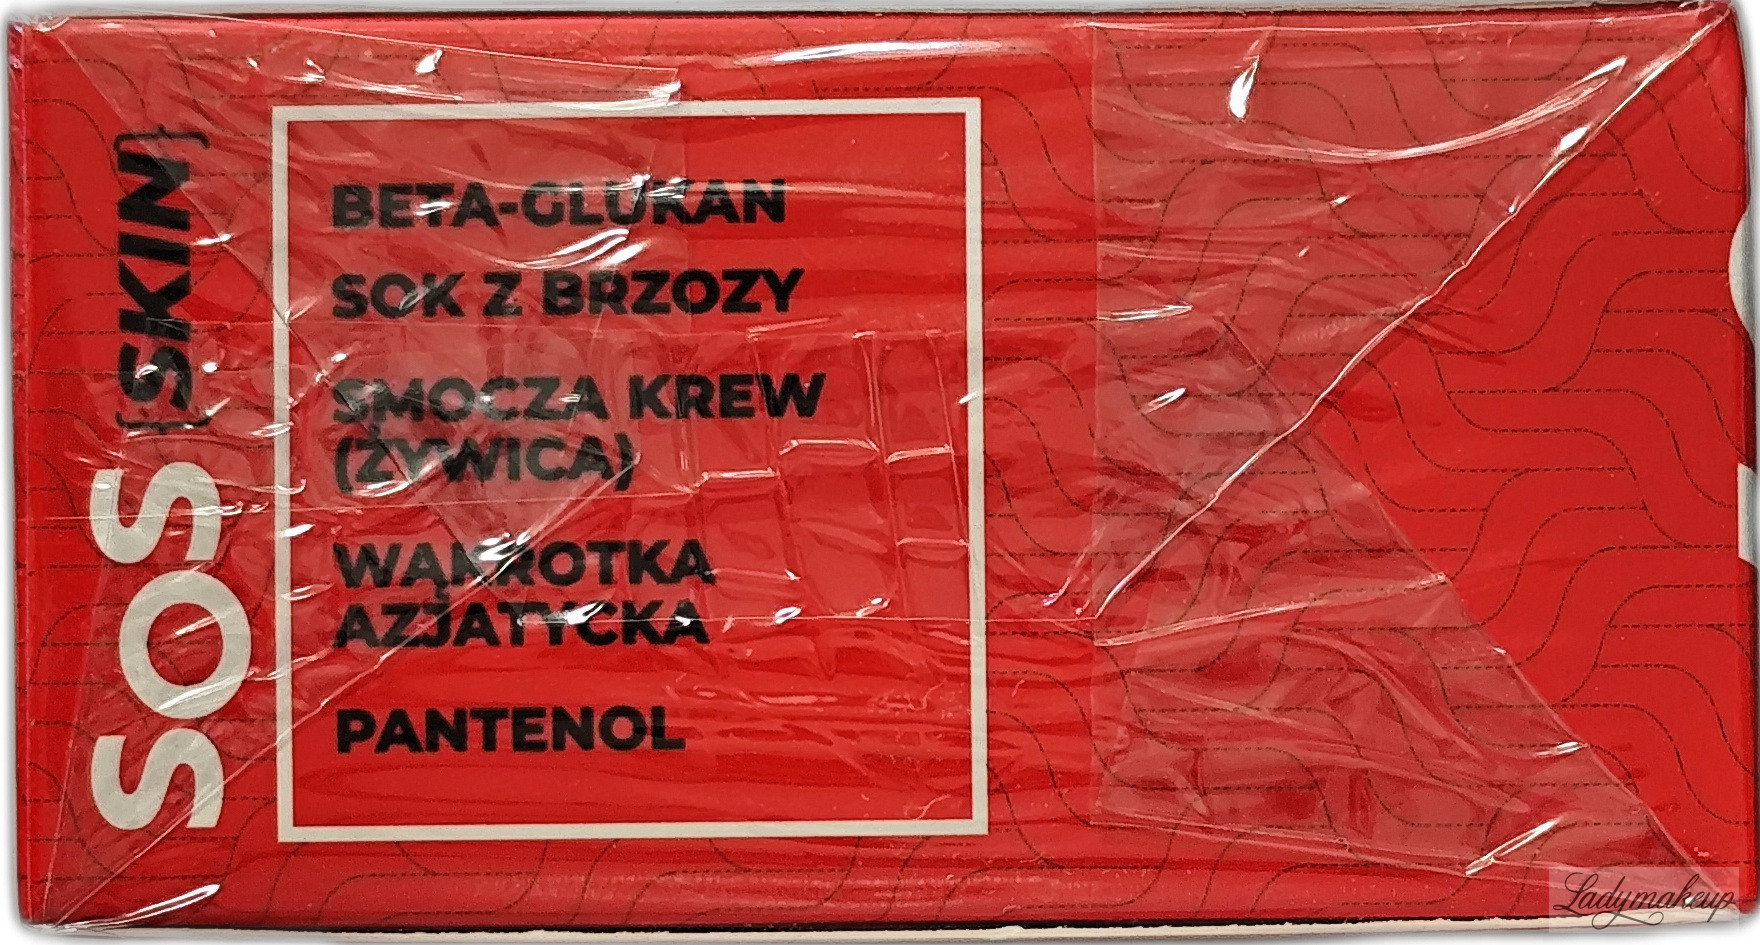 SOS {SKIN}
BETA-GLUKAN
SOK Z BRZOZY
SMOCZA KREW
(ŻYWICA)
WĄKROTKA
AZJATYCKA
PANTENOL
Ladymakeup